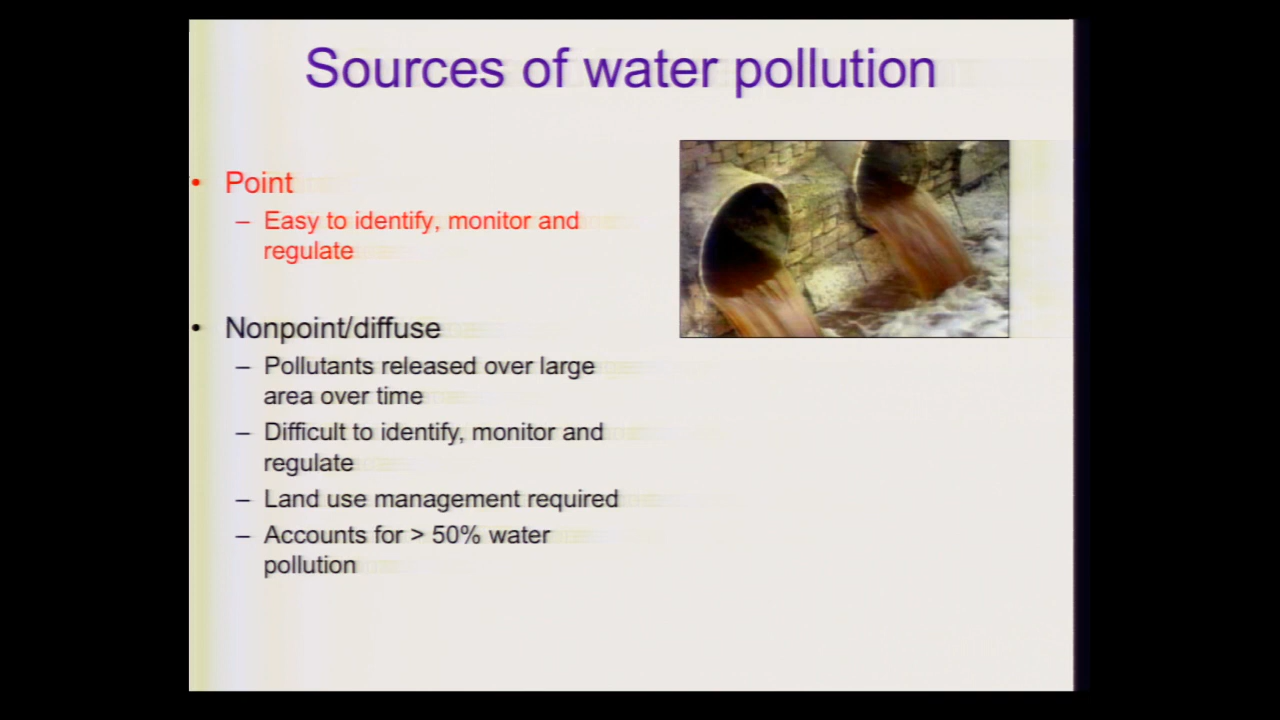 Sources of water pollution
• Point
– Easy to identify, monitor and
regulate
• Nonpoint/diffuse
– Pollutants released over large
area over time
– Difficult to identify, monitor and
regulate
– Land use management required
– Accounts for > 50% water
pollution